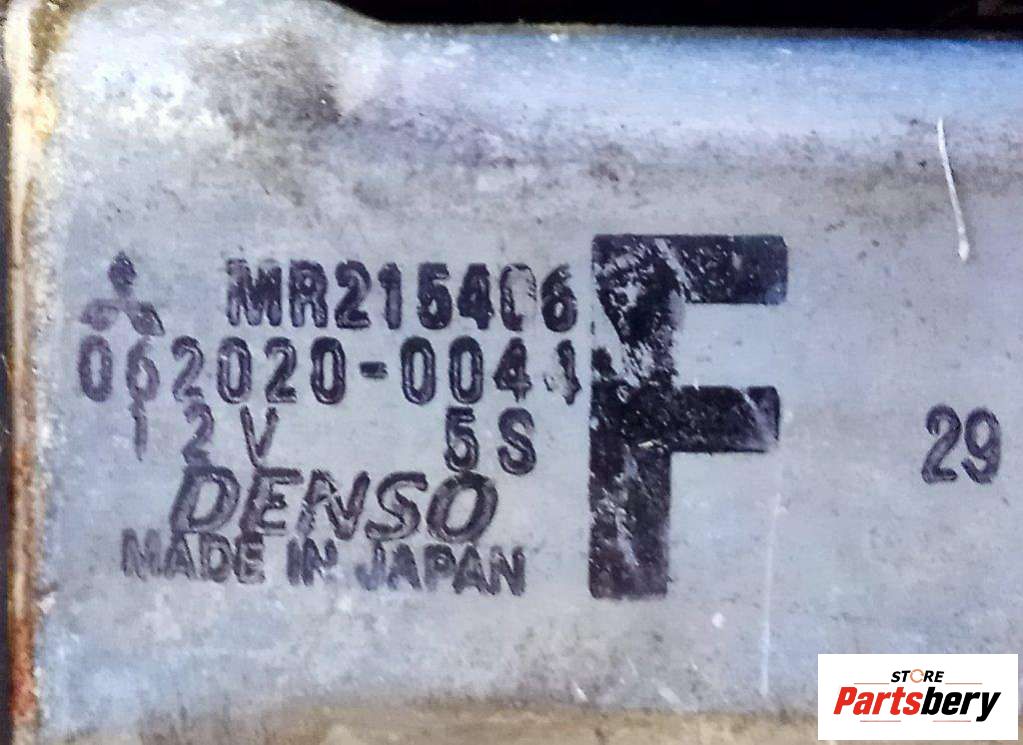 MR215406
062020-0041
12V 5S
DENSO
MADE IN JAPAN
F
29
STORE
Partsbery